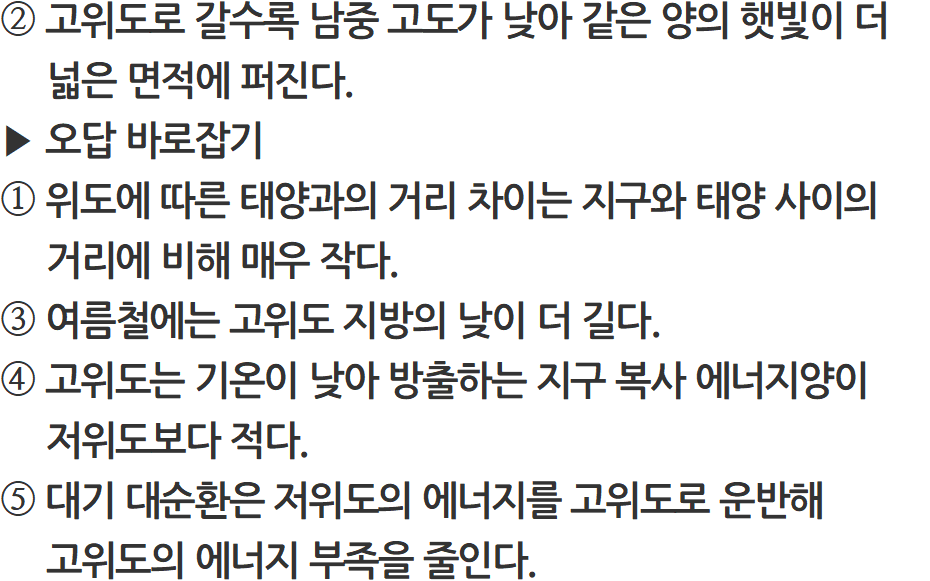 ② 고위도로 갈수록 남중 고도가 낮아 같은 양의 햇빛이 더
넓은 면적에 퍼진다.
▶ 오답 바로잡기
① 위도에 따른 태양과의 거리 차이는 지구와 태양 사이의
거리에 비해 매우 작다.
③ 여름철에는 고위도 지방의 낮이 더 길다.
④ 고위도는 기온이 낮아 방출하는 지구 복사 에너지양이
저위도보다 적다.
⑤ 대기 대순환은 저위도의 에너지를 고위도로 운반해
고위도의 에너지 부족을 줄인다.